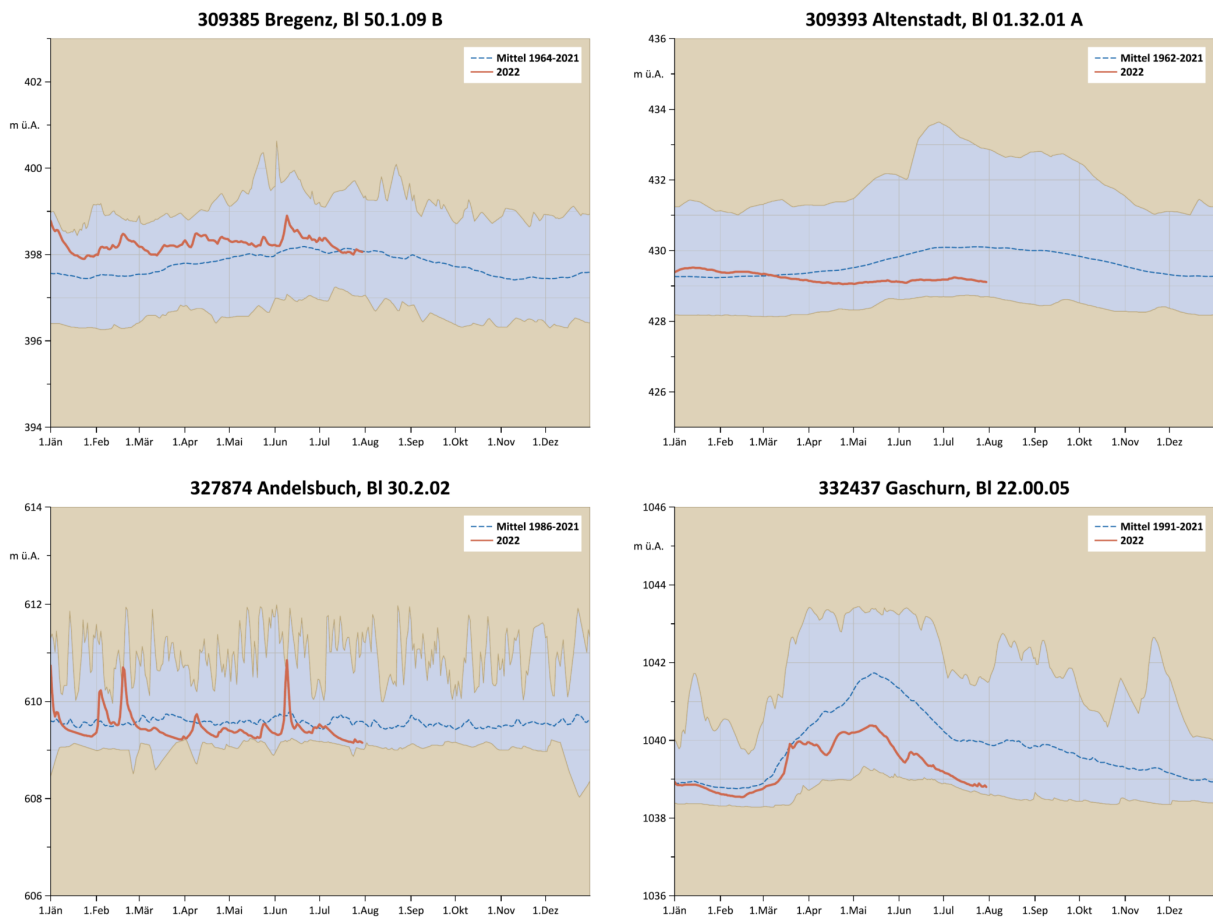 309385 Bregenz, Bl 50.1.09 B
Mittel 1964-2021
2022
402
m ü.A.
400
398
396
394
1.Jän 1.Feb 1.Mär 1.Apr 1.Mai 1.Jun 1.Jul 1.Aug 1.Sep 1.Okt 1.Nov 1.Dez
309393 Altenstadt, Bl 01.32.01 A
436
Mittel 1962-2021
2022
m ü.A.
434
432
430
428
426
1.Jän 1.Feb 1.Mär 1.Apr 1.Mai 1.Jun 1.Jul 1.Aug 1.Sep 1.Okt 1.Nov 1.Dez
327874 Andelsbuch, Bl 30.2.02
614
Mittel 1986-2021
2022
m ü.A.
612
610
608
606
1.Jän 1.Feb 1.Mär 1.Apr 1.Mai 1.Jun 1.Jul 1.Aug 1.Sep 1.Okt 1.Nov 1.Dez
332437 Gaschurn, Bl 22.00.05
1046
Mittel 1991-2021
2022
m ü.A.
1044
1042
1040
1038
1036
1.Jän 1.Feb 1.Mär 1.Apr 1.Mai 1.Jun 1.Jul 1.Aug 1.Sep 1.Okt 1.Nov 1.Dez